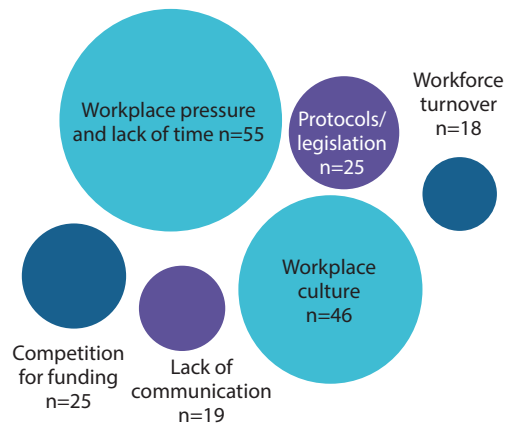 Workplace pressure
and lack of time n=55
Protocols/
legislation
n=25
Workforce
turnover
n=18
Workplace
culture
n=46
Competition
for funding
n=25
Lack of
communication
n=19